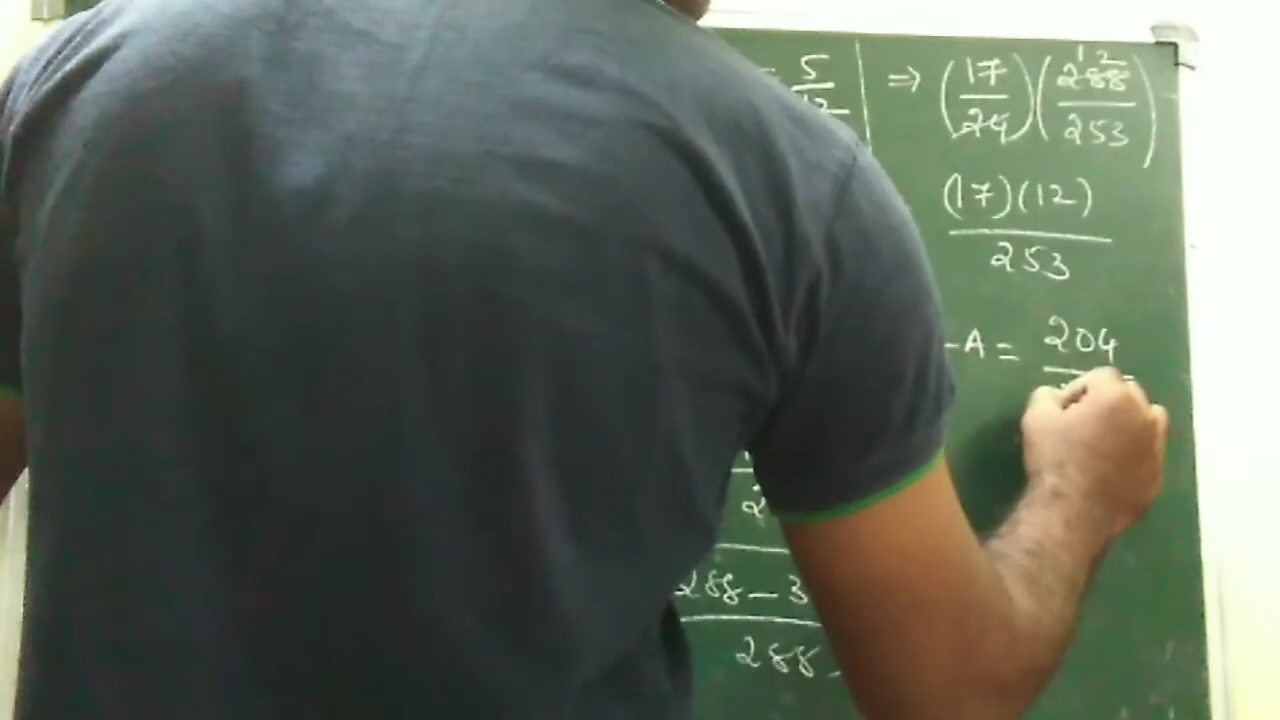 = 5/12
⇒ (17/24)(288/253) 12
(17)(12)/253
-A = 204
2
288 - 3
288